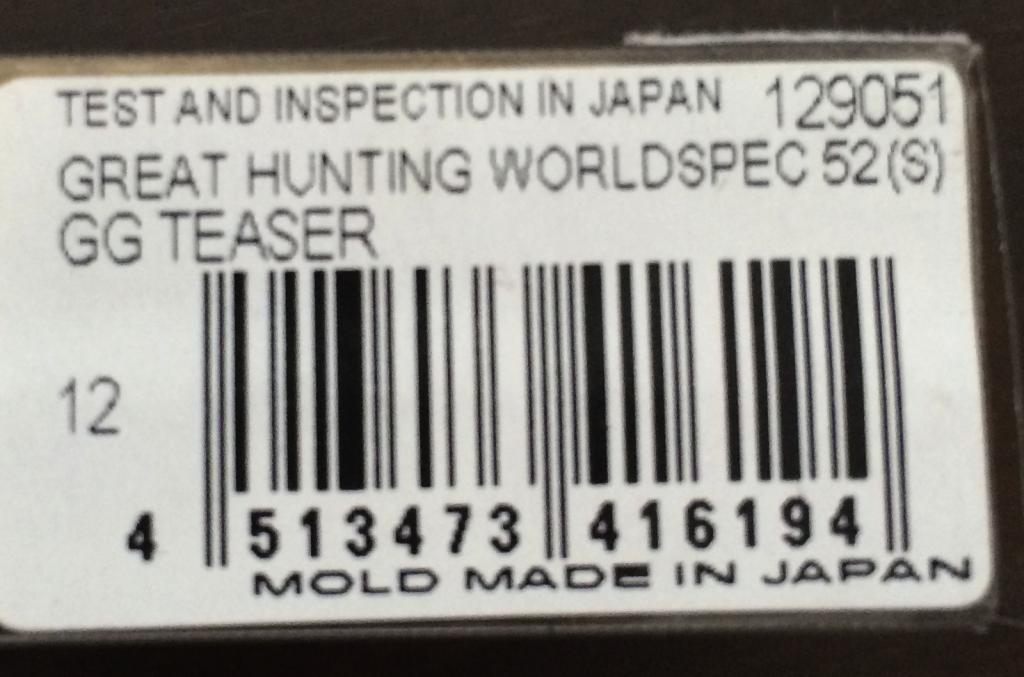 TEST AND INSPECTION IN JAPAN 129051
GREAT HUNTING WORLDSPEC 52(S)
GG TEASER
12
4 513473 416194
MOLD MADE IN JAPAN